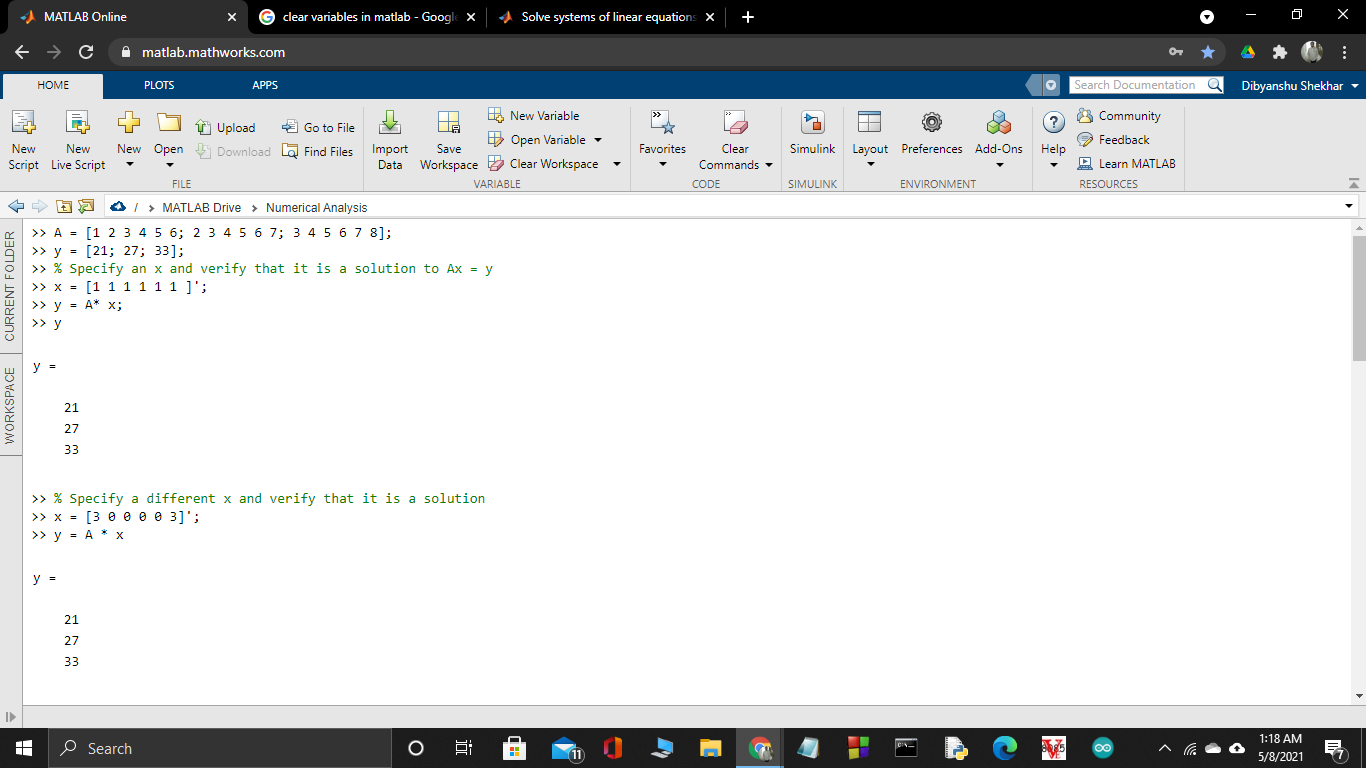 MATLAB Online
clear variables in matlab - Google
Solve systems of linear equations
matlab.mathworks.com
HOME PLOTS APPS
Search Documentation
Dibyanshu Shekhar
New Script
New Live Script
New
Open
Upload
Download
Go to File
Find Files
FILE
Import Data
Save Workspace
New Variable
Open Variable
Clear Workspace
VARIABLE
Favorites
Clear Commands
CODE
Simulink
SIMULINK
Layout
Preferences
Add-Ons
ENVIRONMENT
Help
Community
Feedback
Learn MATLAB
RESOURCES
/ > MATLAB Drive > Numerical Analysis
CURRENT FOLDER
WORKSPACE
>> A = [1 2 3 4 5 6; 2 3 4 5 6 7; 3 4 5 6 7 8];
>> y = [21; 27; 33];
>> % Specify an x and verify that it is a solution to Ax = y
>> x = [1 1 1 1 1 1 ]';
>> y = A* x;
>> y
y =
21
27
33
>> % Specify a different x and verify that it is a solution
>> x = [3 0 0 0 0 3]';
>> y = A * x
y =
21
27
33
Search
11
1:18 AM
5/8/2021
7